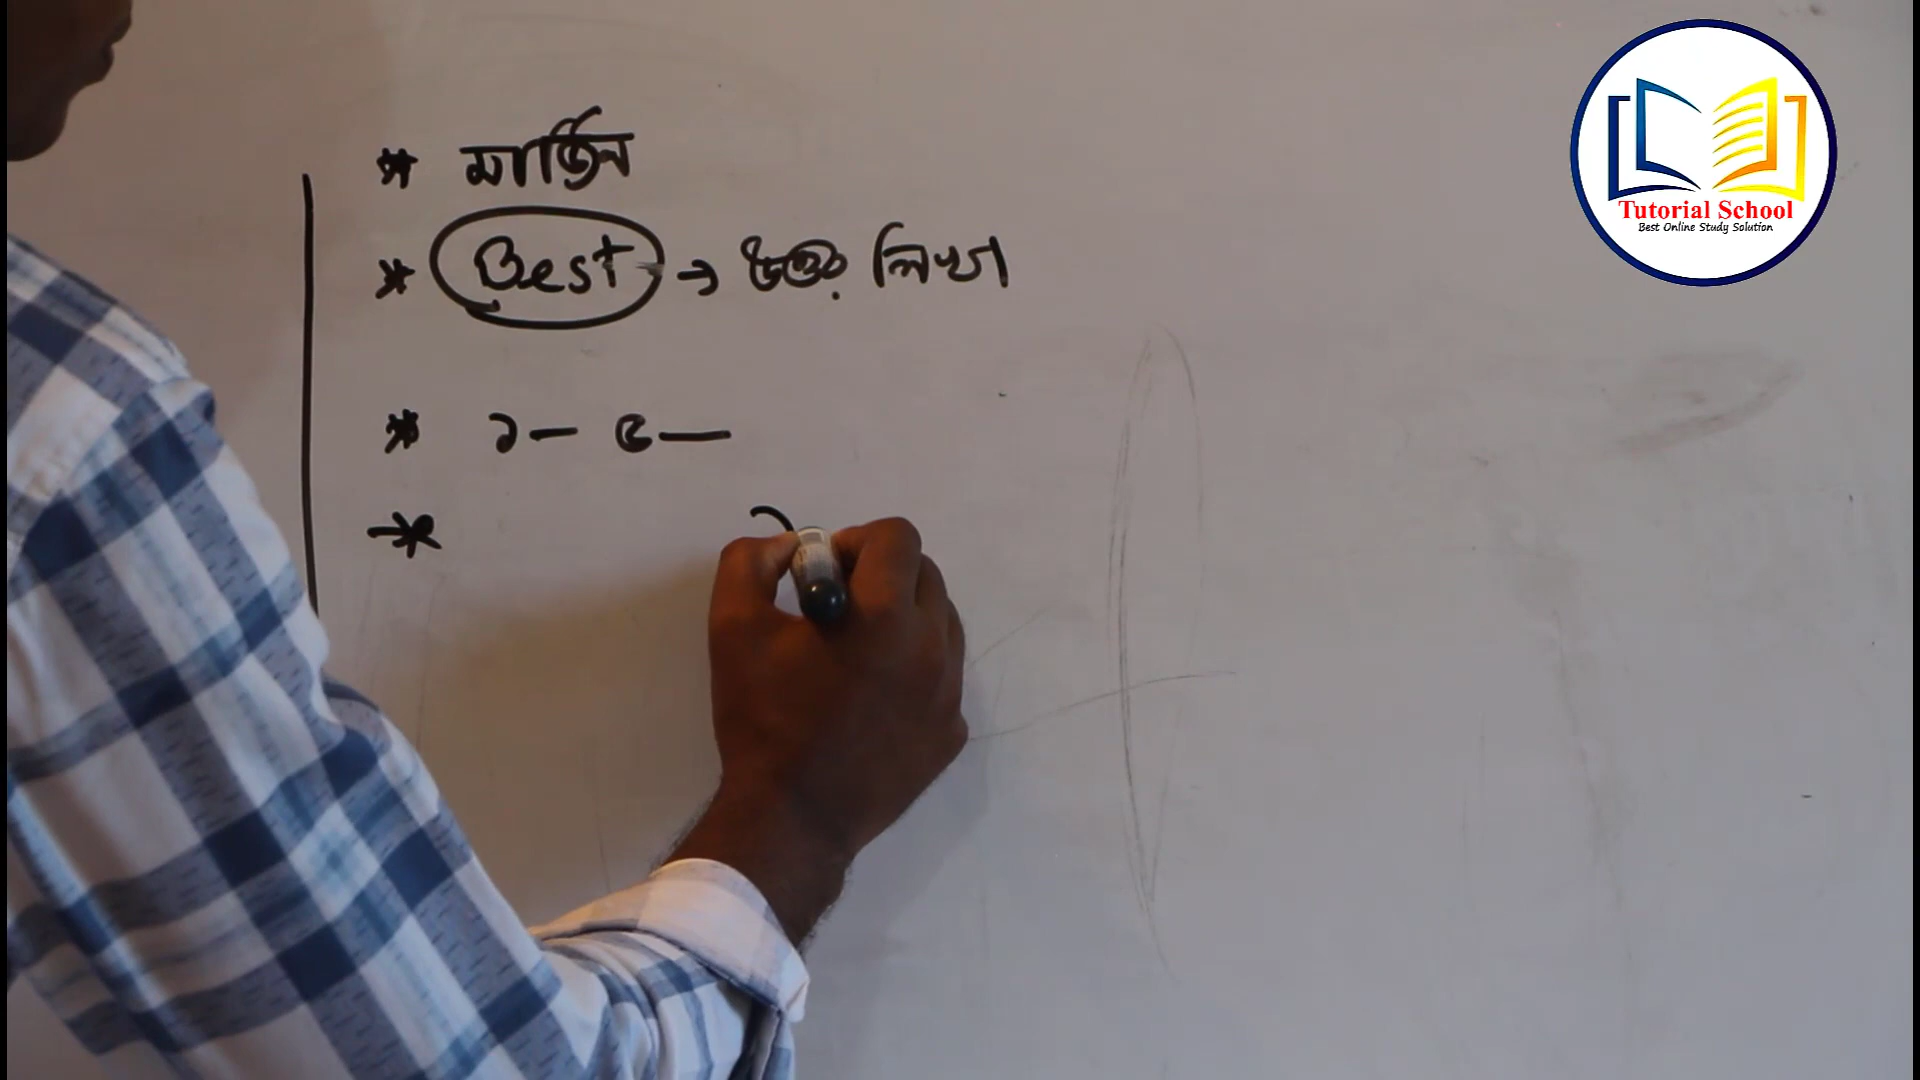 * মার্জিন
* Best → উত্তর লিখা
* ১— ৫—
*
Tutorial School
Best Online Study Solution